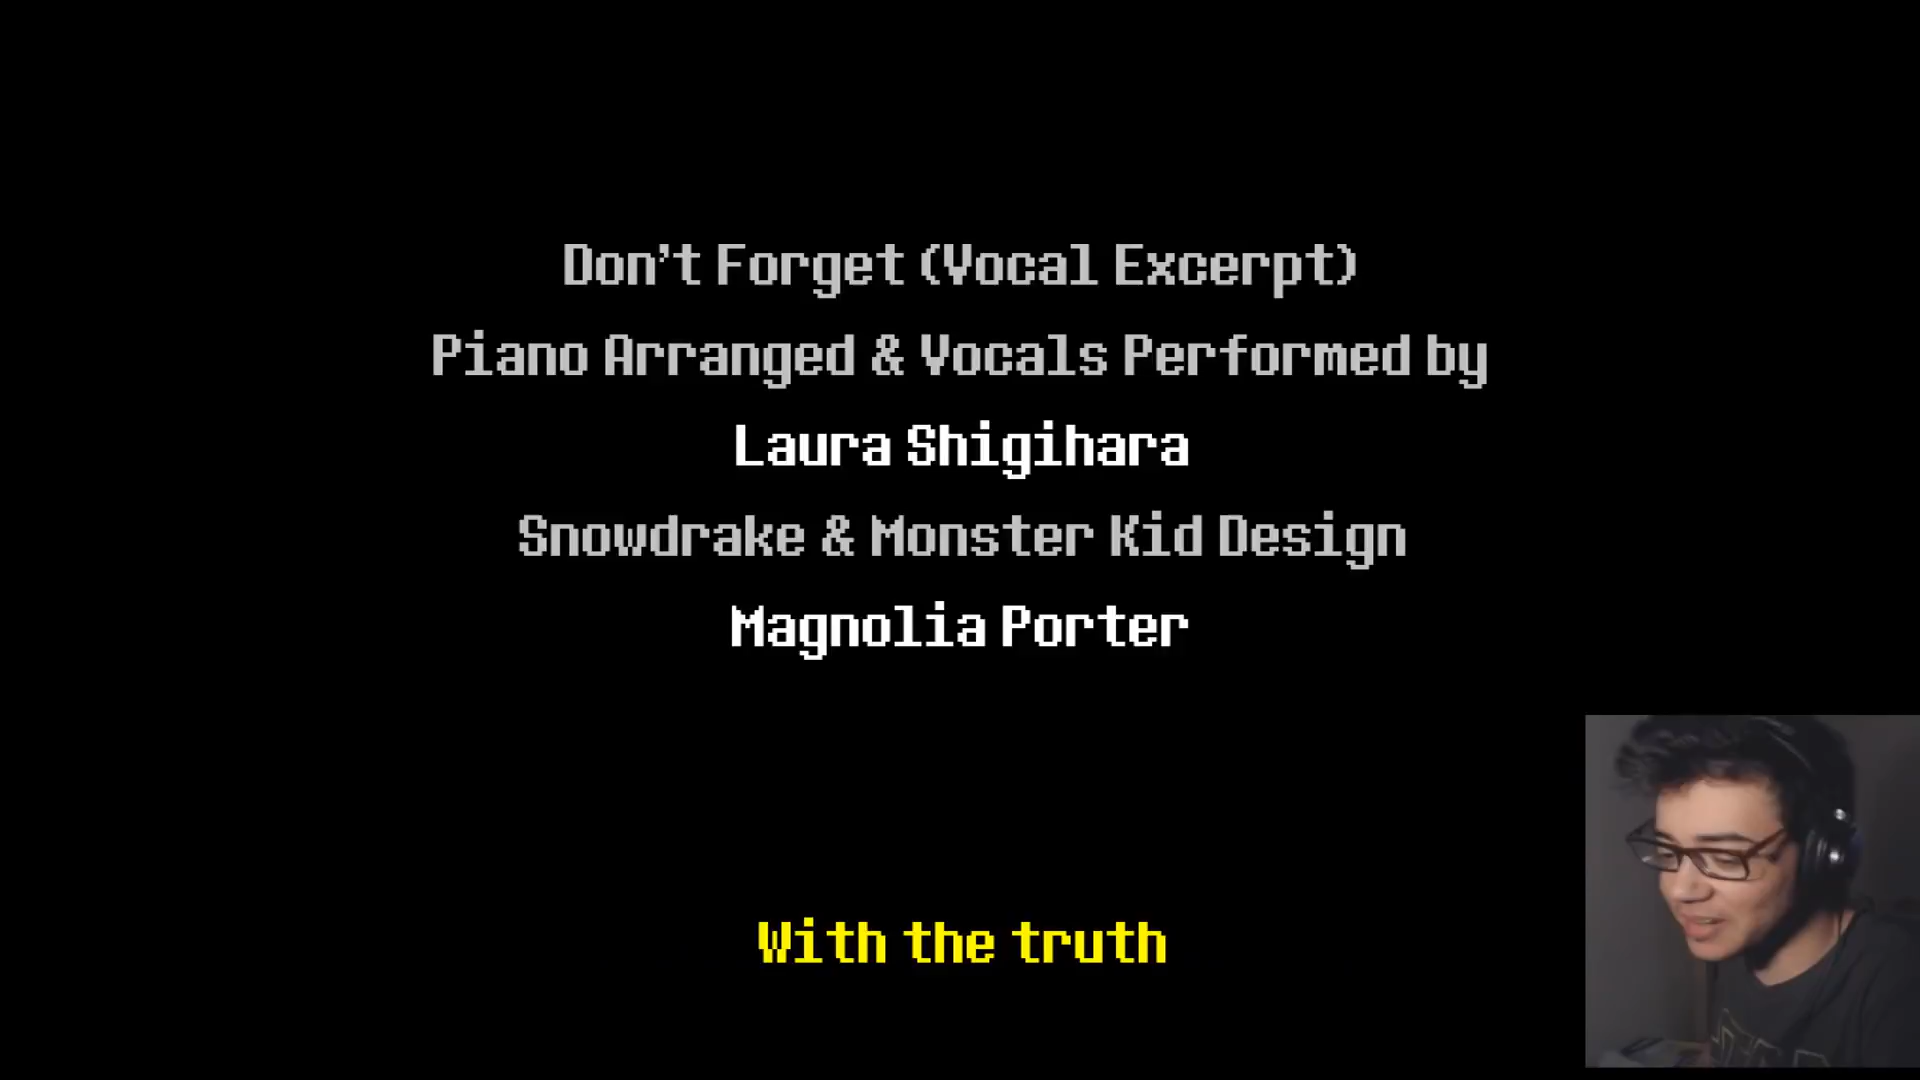 Don't Forget (Vocal Excerpt)
Piano Arranged & Vocals Performed by
Laura Shigihara
Snowdrake & Monster Kid Design
Magnolia Porter
With the truth